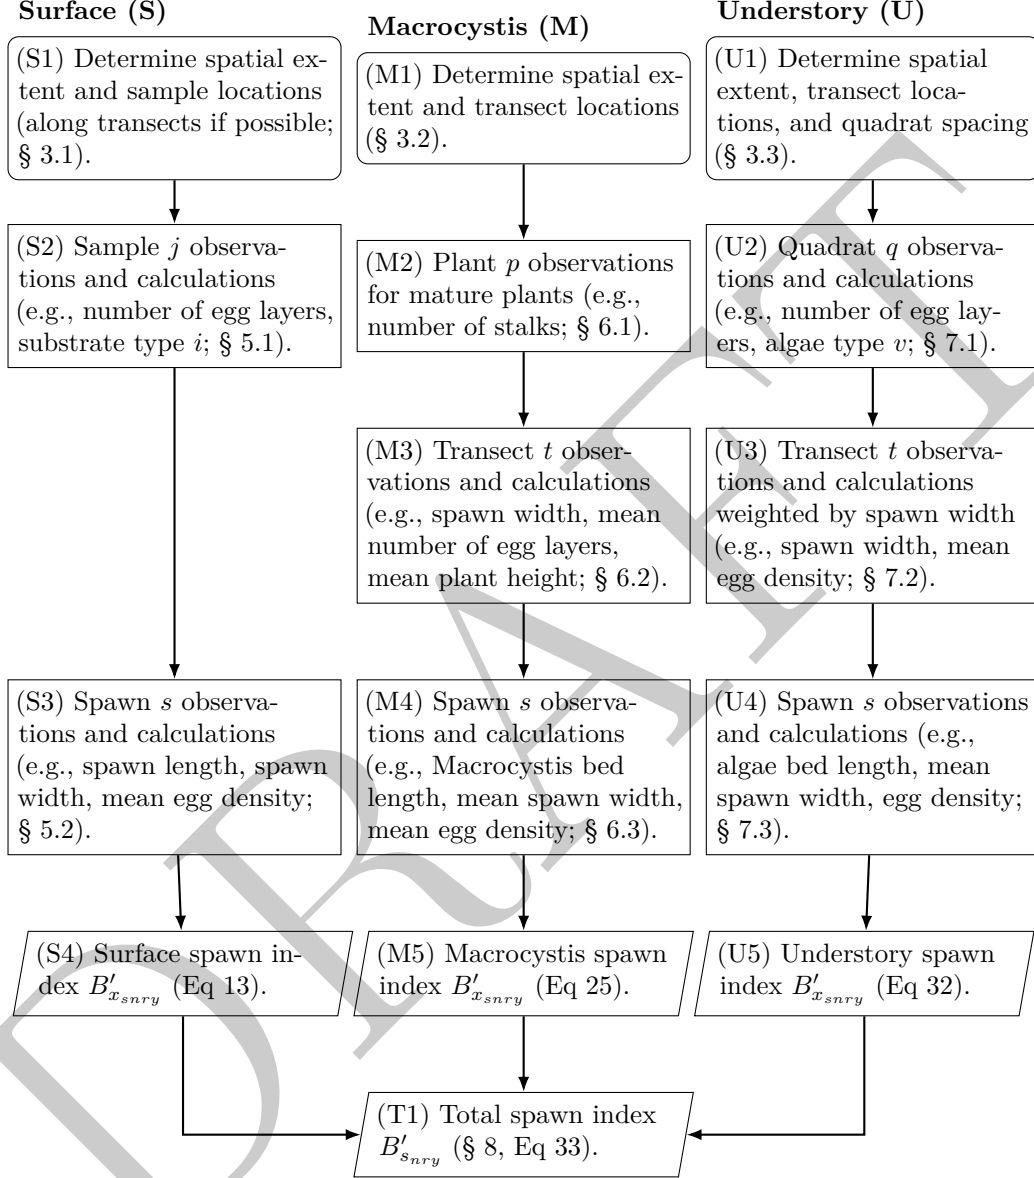 Surface (S)
(S1) Determine spatial ex-
tent and sample locations
(along transects if possible;
§ 3.1).
(S2) Sample j observa-
tions and calculations
(e.g., number of egg layers,
substrate type i; § 5.1).
(S3) Spawn s observa-
tions and calculations
(e.g., spawn length, spawn
width, mean egg density;
§ 5.2).
(S4) Surface spawn in-
dex B′xsnry (Eq 13).
Macrocystis (M)
(M1) Determine spatial ex-
tent and transect locations
(§ 3.2).
(M2) Plant p observations
for mature plants (e.g.,
number of stalks; § 6.1).
(M3) Transect t obser-
vations and calculations
(e.g., spawn width, mean
number of egg layers,
mean plant height; § 6.2).
(M4) Spawn s observa-
tions and calculations
(e.g., Macrocystis bed
length, mean spawn width,
mean egg density; § 6.3).
(M5) Macrocystis spawn
index B′xsnry (Eq 25).
Understory (U)
(U1) Determine spatial
extent, transect loca-
tions, and quadrat spacing
(§ 3.3).
(U2) Quadrat q observa-
tions and calculations
(e.g., number of egg lay-
ers, algae type v; § 7.1).
(U3) Transect t observa-
tions and calculations
weighted by spawn width
(e.g., spawn width, mean
egg density; § 7.2).
(U4) Spawn s observations
and calculations (e.g.,
algae bed length, mean
spawn width, egg density;
§ 7.3).
(U5) Understory spawn
index B′xsnry (Eq 32).
(T1) Total spawn index
B′snry (§ 8, Eq 33).
DRAFT